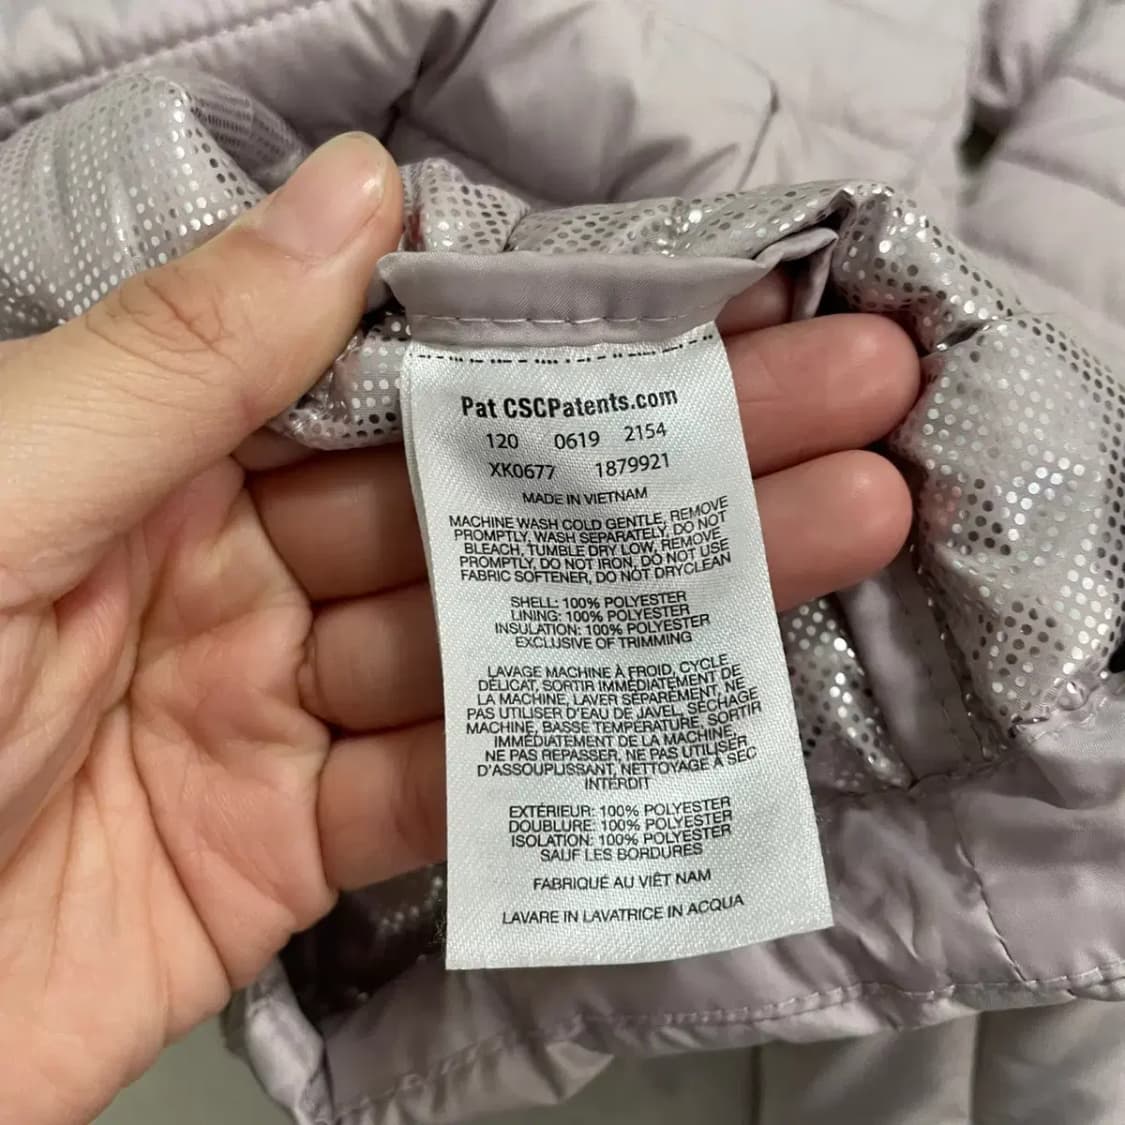 Pat CSCPatents.com
120 0619 2154
XK0677 1879921
MADE IN VIETNAM
MACHINE WASH COLD GENTLE, REMOVE
PROMPTLY, WASH SEPARATELY, DO NOT
BLEACH, TUMBLE DRY LOW, REMOVE
PROMPTLY, DO NOT IRON, DO NOT USE
FABRIC SOFTENER, DO NOT DRYCLEAN
SHELL: 100% POLYESTER
LINING: 100% POLYESTER
INSULATION: 100% POLYESTER
EXCLUSIVE OF TRIMMING
LAVAGE MACHINE À FROID, CYCLE
DÉLICAT, SORTIR IMMÉDIATEMENT DE
LA MACHINE, LAVER SÉPARÉMENT, NE
PAS UTILISER D'EAU DE JAVEL, SÉCHAGE
MACHINE, BASSE TEMPÉRATURE, SORTIR
IMMÉDIATEMENT DE LA MACHINE,
NE PAS REPASSER, NE PAS UTILISER
D'ASSOUPLISSANT, NETTOYAGE À SEC
INTERDIT
EXTÉRIEUR: 100% POLYESTER
DOUBLURE: 100% POLYESTER
ISOLATION: 100% POLYESTER
SAUF LES BORDURES
FABRIQUÉ AU VIÊT NAM
LAVARE IN LAVATRICE IN ACQUA